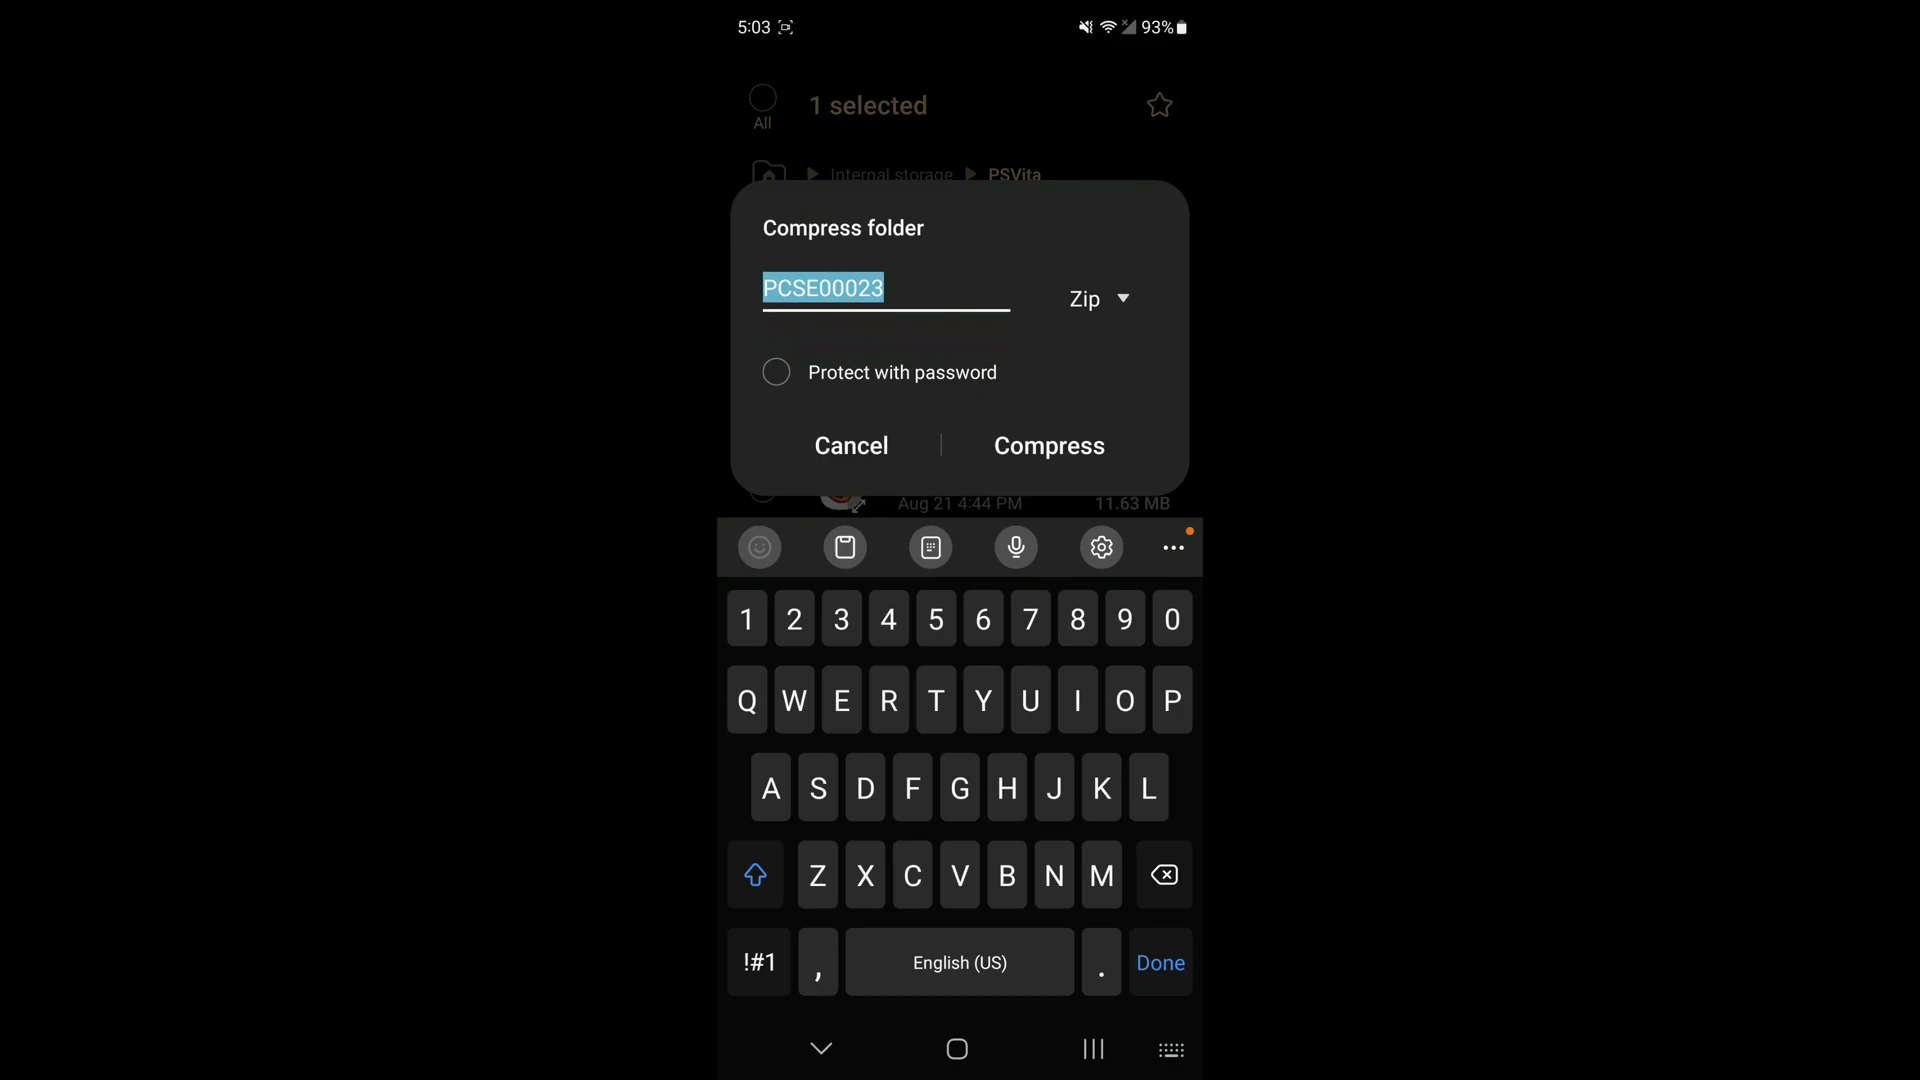 5:03 93%
1 selected
All
Internal storage PSVita
Compress folder
PCSE00023 Zip
Protect with password
Cancel Compress
Aug 21 4:44 PM 11.63 MB
1 2 3 4 5 6 7 8 9 0
Q W E R T Y U I O P
A S D F G H J K L
Z X C V B N M
!#1 , English (US) . Done